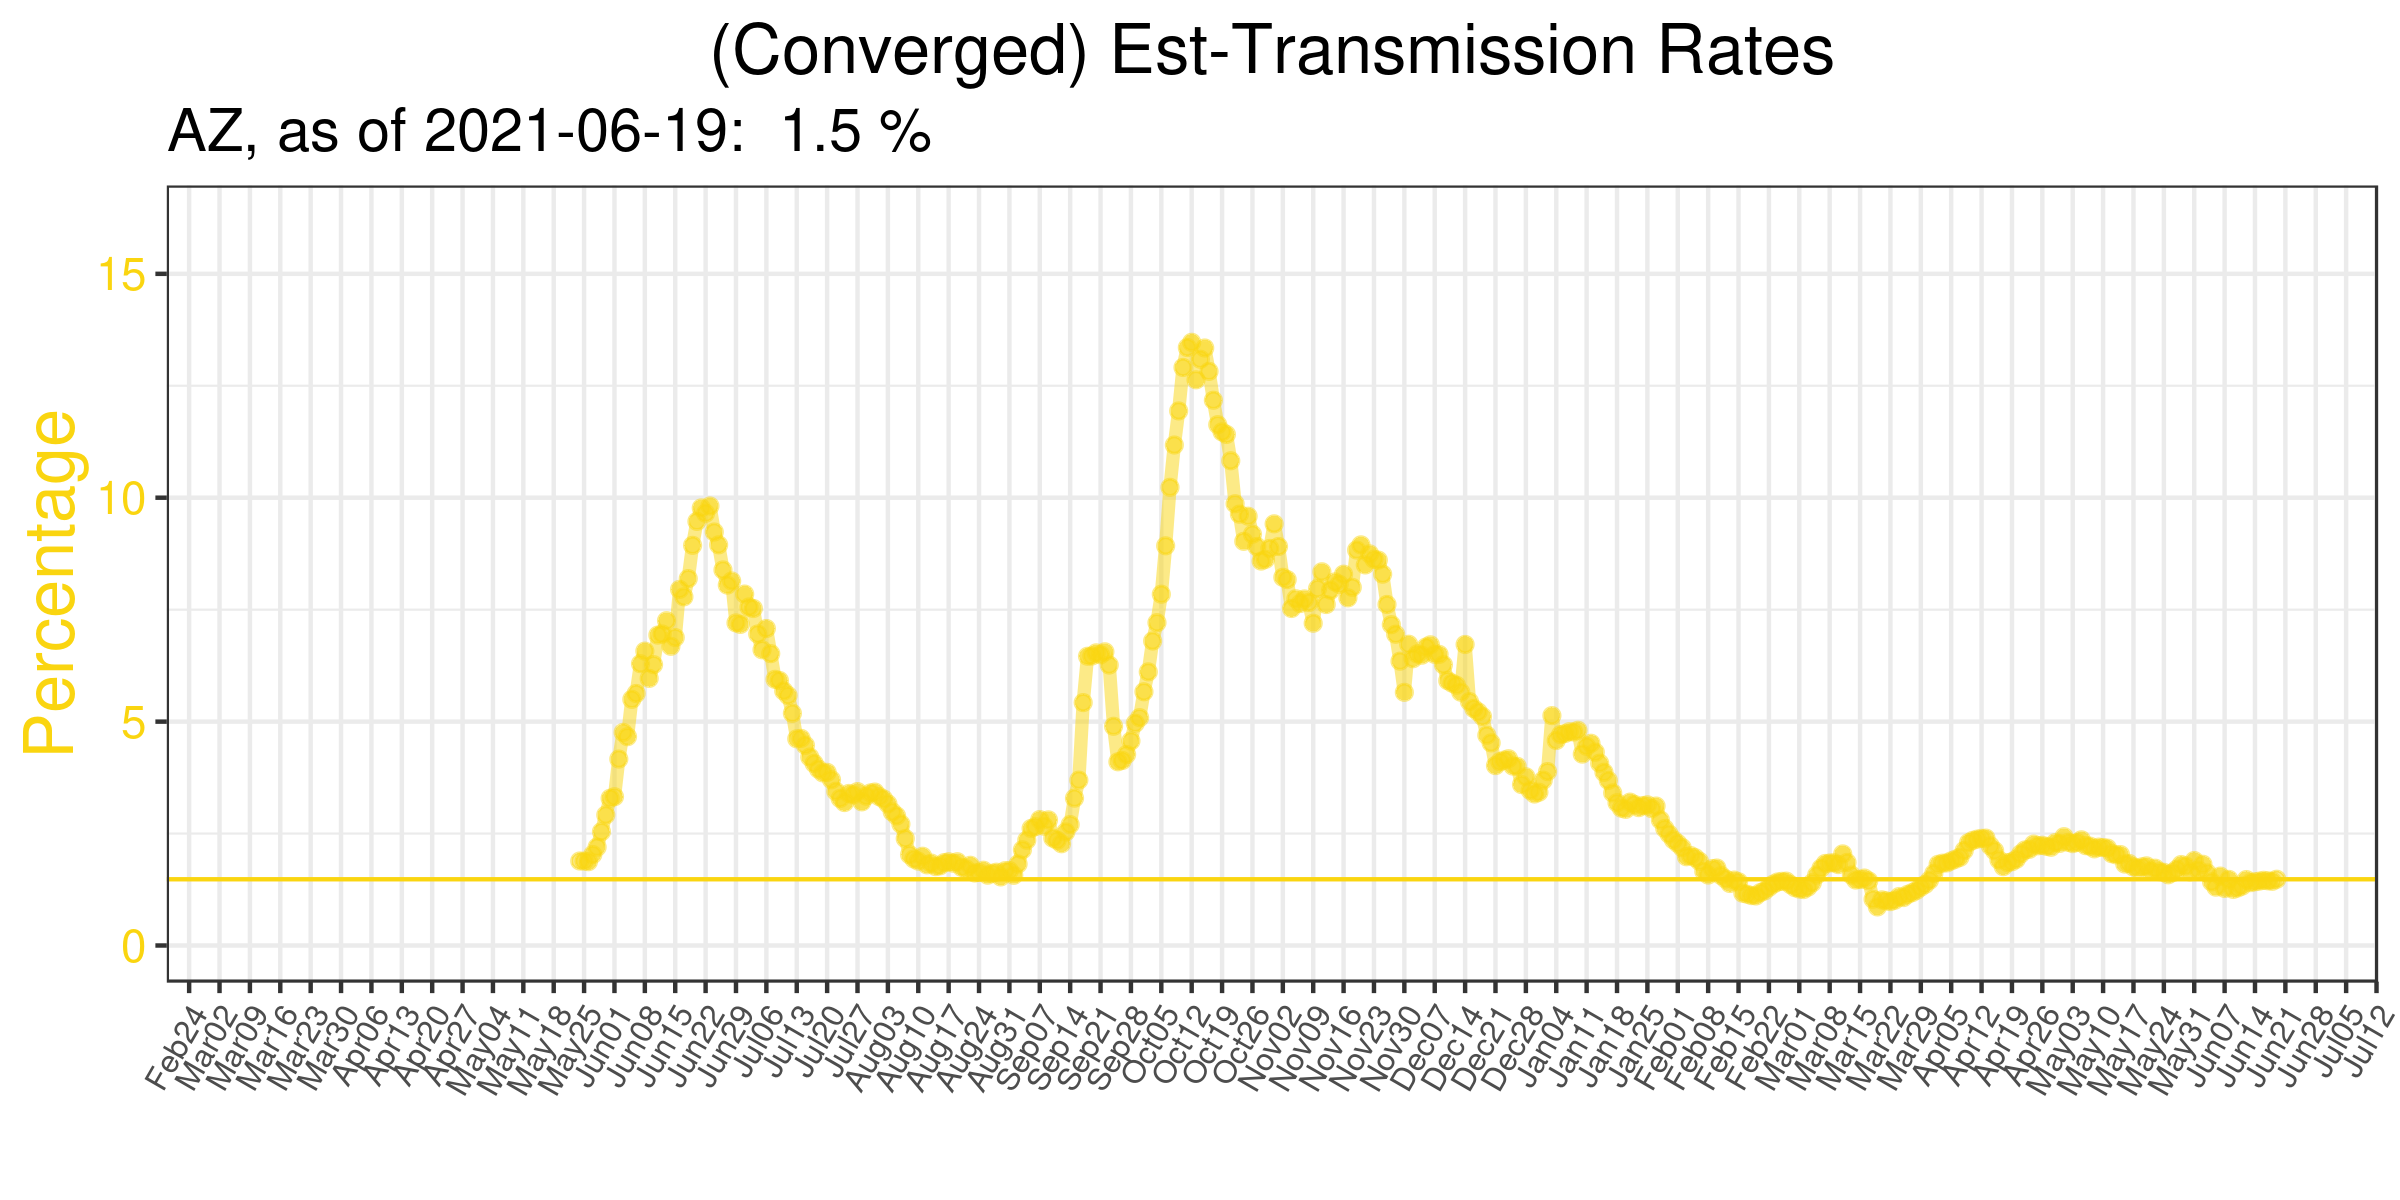 (Converged) Est-Transmission Rates
AZ, as of 2021-06-19: 1.5 %
Percentage
15
10
5
0
Feb24
Mar02
Mar09
Mar16
Mar23
Mar30
Apr06
Apr13
Apr20
Apr27
May04
May11
May18
May25
Jun01
Jun08
Jun15
Jun22
Jun29
Jul06
Jul13
Jul20
Jul27
Aug03
Aug10
Aug17
Aug24
Aug31
Sep07
Sep14
Sep21
Sep28
Oct05
Oct12
Oct19
Oct26
Nov02
Nov09
Nov16
Nov23
Nov30
Dec07
Dec14
Dec21
Dec28
Jan04
Jan11
Jan18
Jan25
Feb01
Feb08
Feb15
Feb22
Mar01
Mar08
Mar15
Mar22
Mar29
Apr05
Apr12
Apr19
Apr26
May03
May10
May17
May24
May31
Jun07
Jun14
Jun21
Jun28
Jul05
Jul12